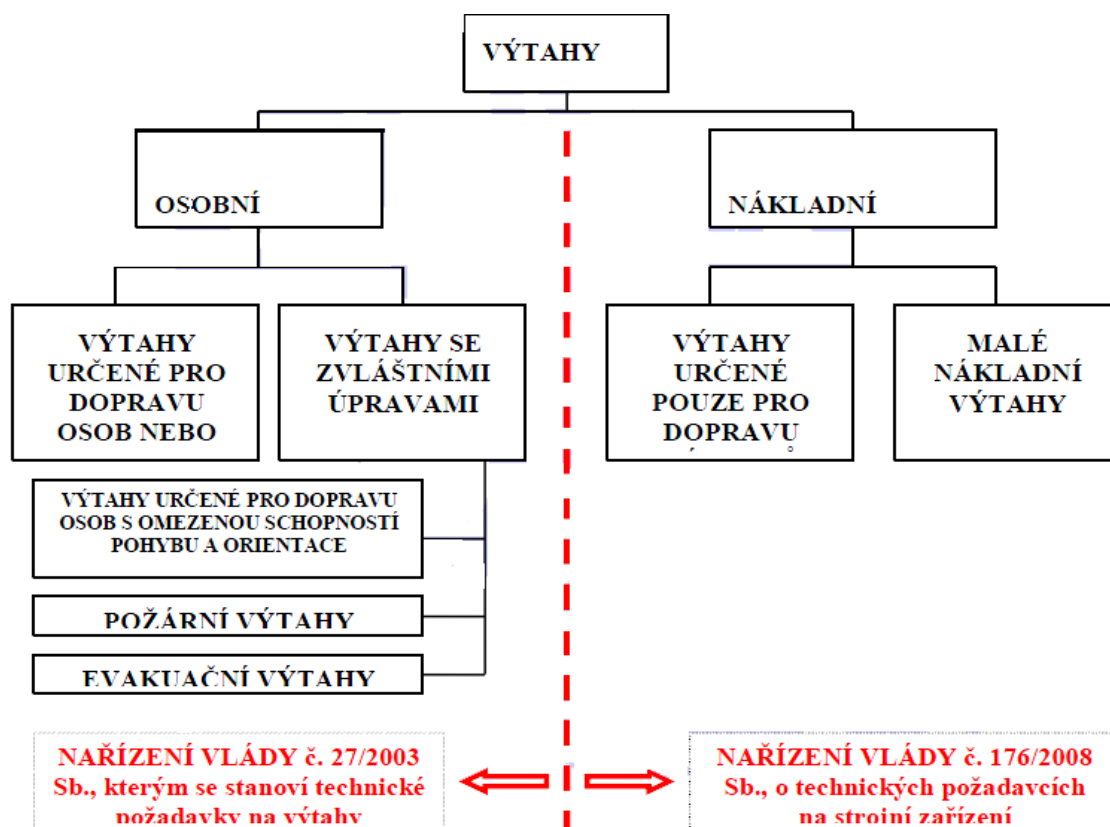 VÝTAHY
OSOBNÍ
NÁKLADNÍ
VÝTAHY
URČENÉ PRO
DOPRAVU
OSOB NEBO
VÝTAHY SE
ZVLÁŠTNÍMI
ÚPRAVAMI
VÝTAHY
URČENÉ
POUZE PRO
DOPRAVU
MALÉ
NÁKLADNÍ
VÝTAHY
VÝTAHY URČENÉ PRO DOPRAVU
OSOB S OMEZENOU SCHOPNOSTÍ
POHYBU A ORIENTACE
POŽÁRNÍ VÝTAHY
EVAKUAČNÍ VÝTAHY
NAŘÍZENÍ VLÁDY č. 27/2003
Sb., kterým se stanoví technické
požadavky na výtahy
NAŘÍZENÍ VLÁDY č. 176/2008
Sb., o technických požadavcích
na strojní zařízení